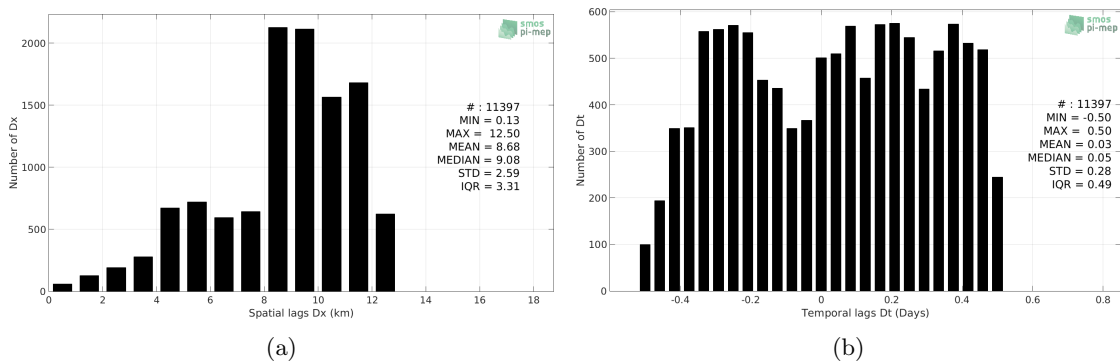 2000
1500
1000
500
0
Number of Dx
0 2 4 6 8 10 12 14 16 18
Spatial lags Dx (km)
smos
pi-mep
# : 11397
MIN = 0.13
MAX = 12.50
MEAN = 8.68
MEDIAN = 9.08
STD = 2.59
IQR = 3.31
(a)
600
500
400
300
200
100
0
Number of Dt
-0.4 -0.2 0 0.2 0.4 0.6 0.8
Temporal lags Dt (Days)
smos
pi-mep
# : 11397
MIN = -0.50
MAX = 0.50
MEAN = 0.03
MEDIAN = 0.05
STD = 0.28
IQR = 0.49
(b)